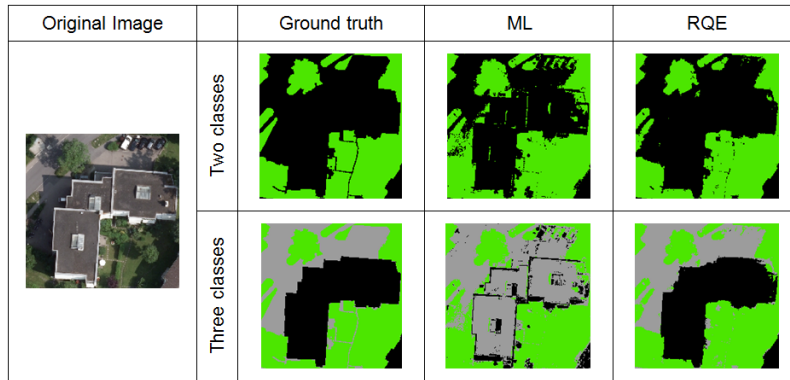 Original Image
Ground truth
ML
RQE
Two classes
Three classes